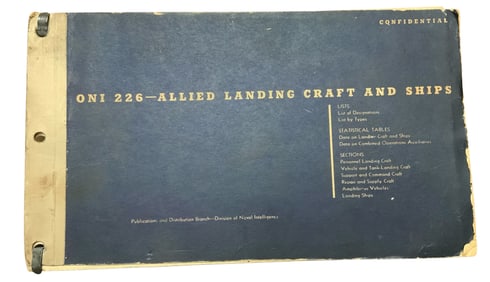 CONFIDENTIAL
ONI 226—ALLIED LANDING CRAFT AND SHIPS
LISTS
List of Designations
List by Types
STATISTICAL TABLES
Data on Landing Craft and Ships
Data on Combined Operations Auxiliaries
SECTIONS
Personnel Landing Craft
Vehicle and Tank Landing Craft
Support and Command Craft
Repair and Supply Craft
Amphibious Vehicles
Landing Ships
Publications and Distribution Branch—Division of Naval Intelligence